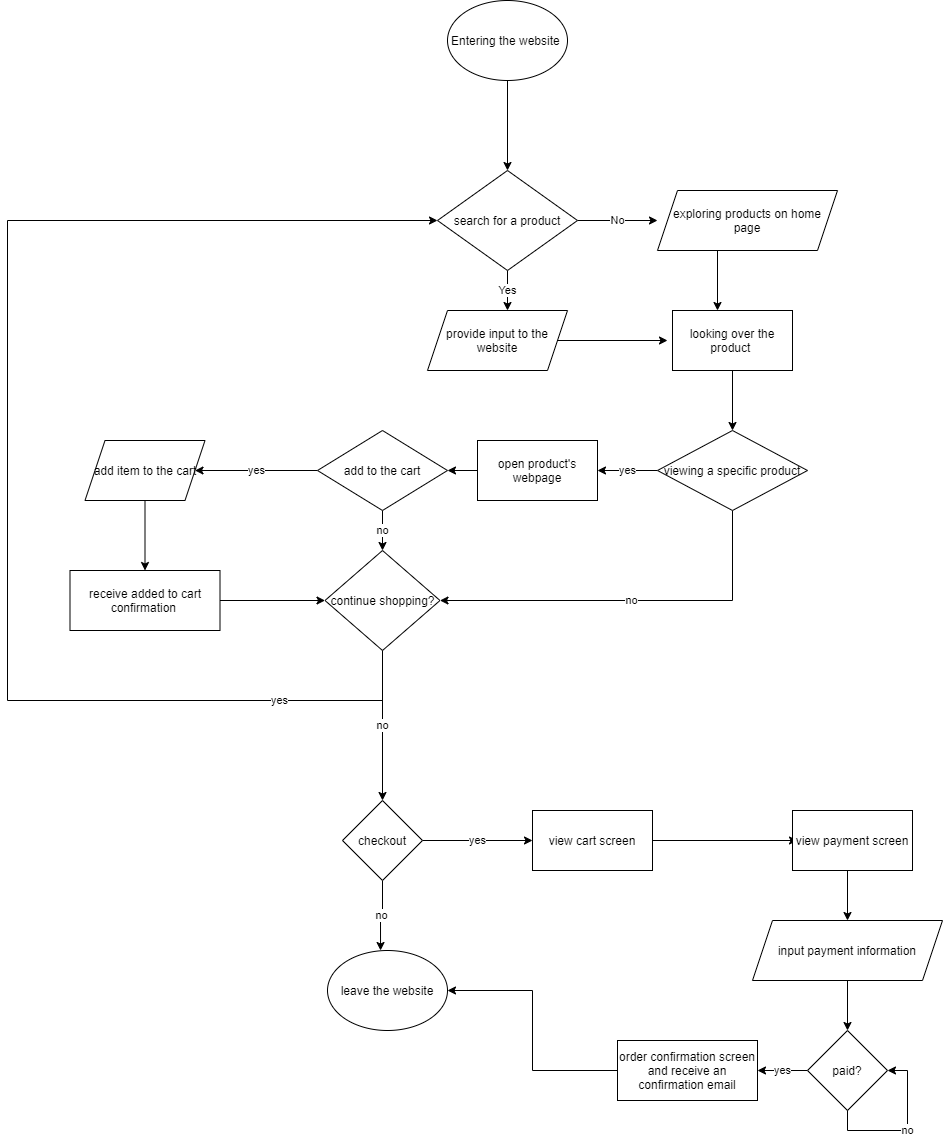 Entering the website
search for a product
No
exploring products on home
page
Yes
provide input to the
website
looking over the
product
add item to the cart
yes
add to the cart
open product's
webpage
yes
viewing a specific product
no
receive added to cart
confirmation
continue shopping?
no
yes
no
checkout
yes
view cart screen
view payment screen
no
input payment information
leave the website
order confirmation screen
and receive an
confirmation email
yes
paid?
no